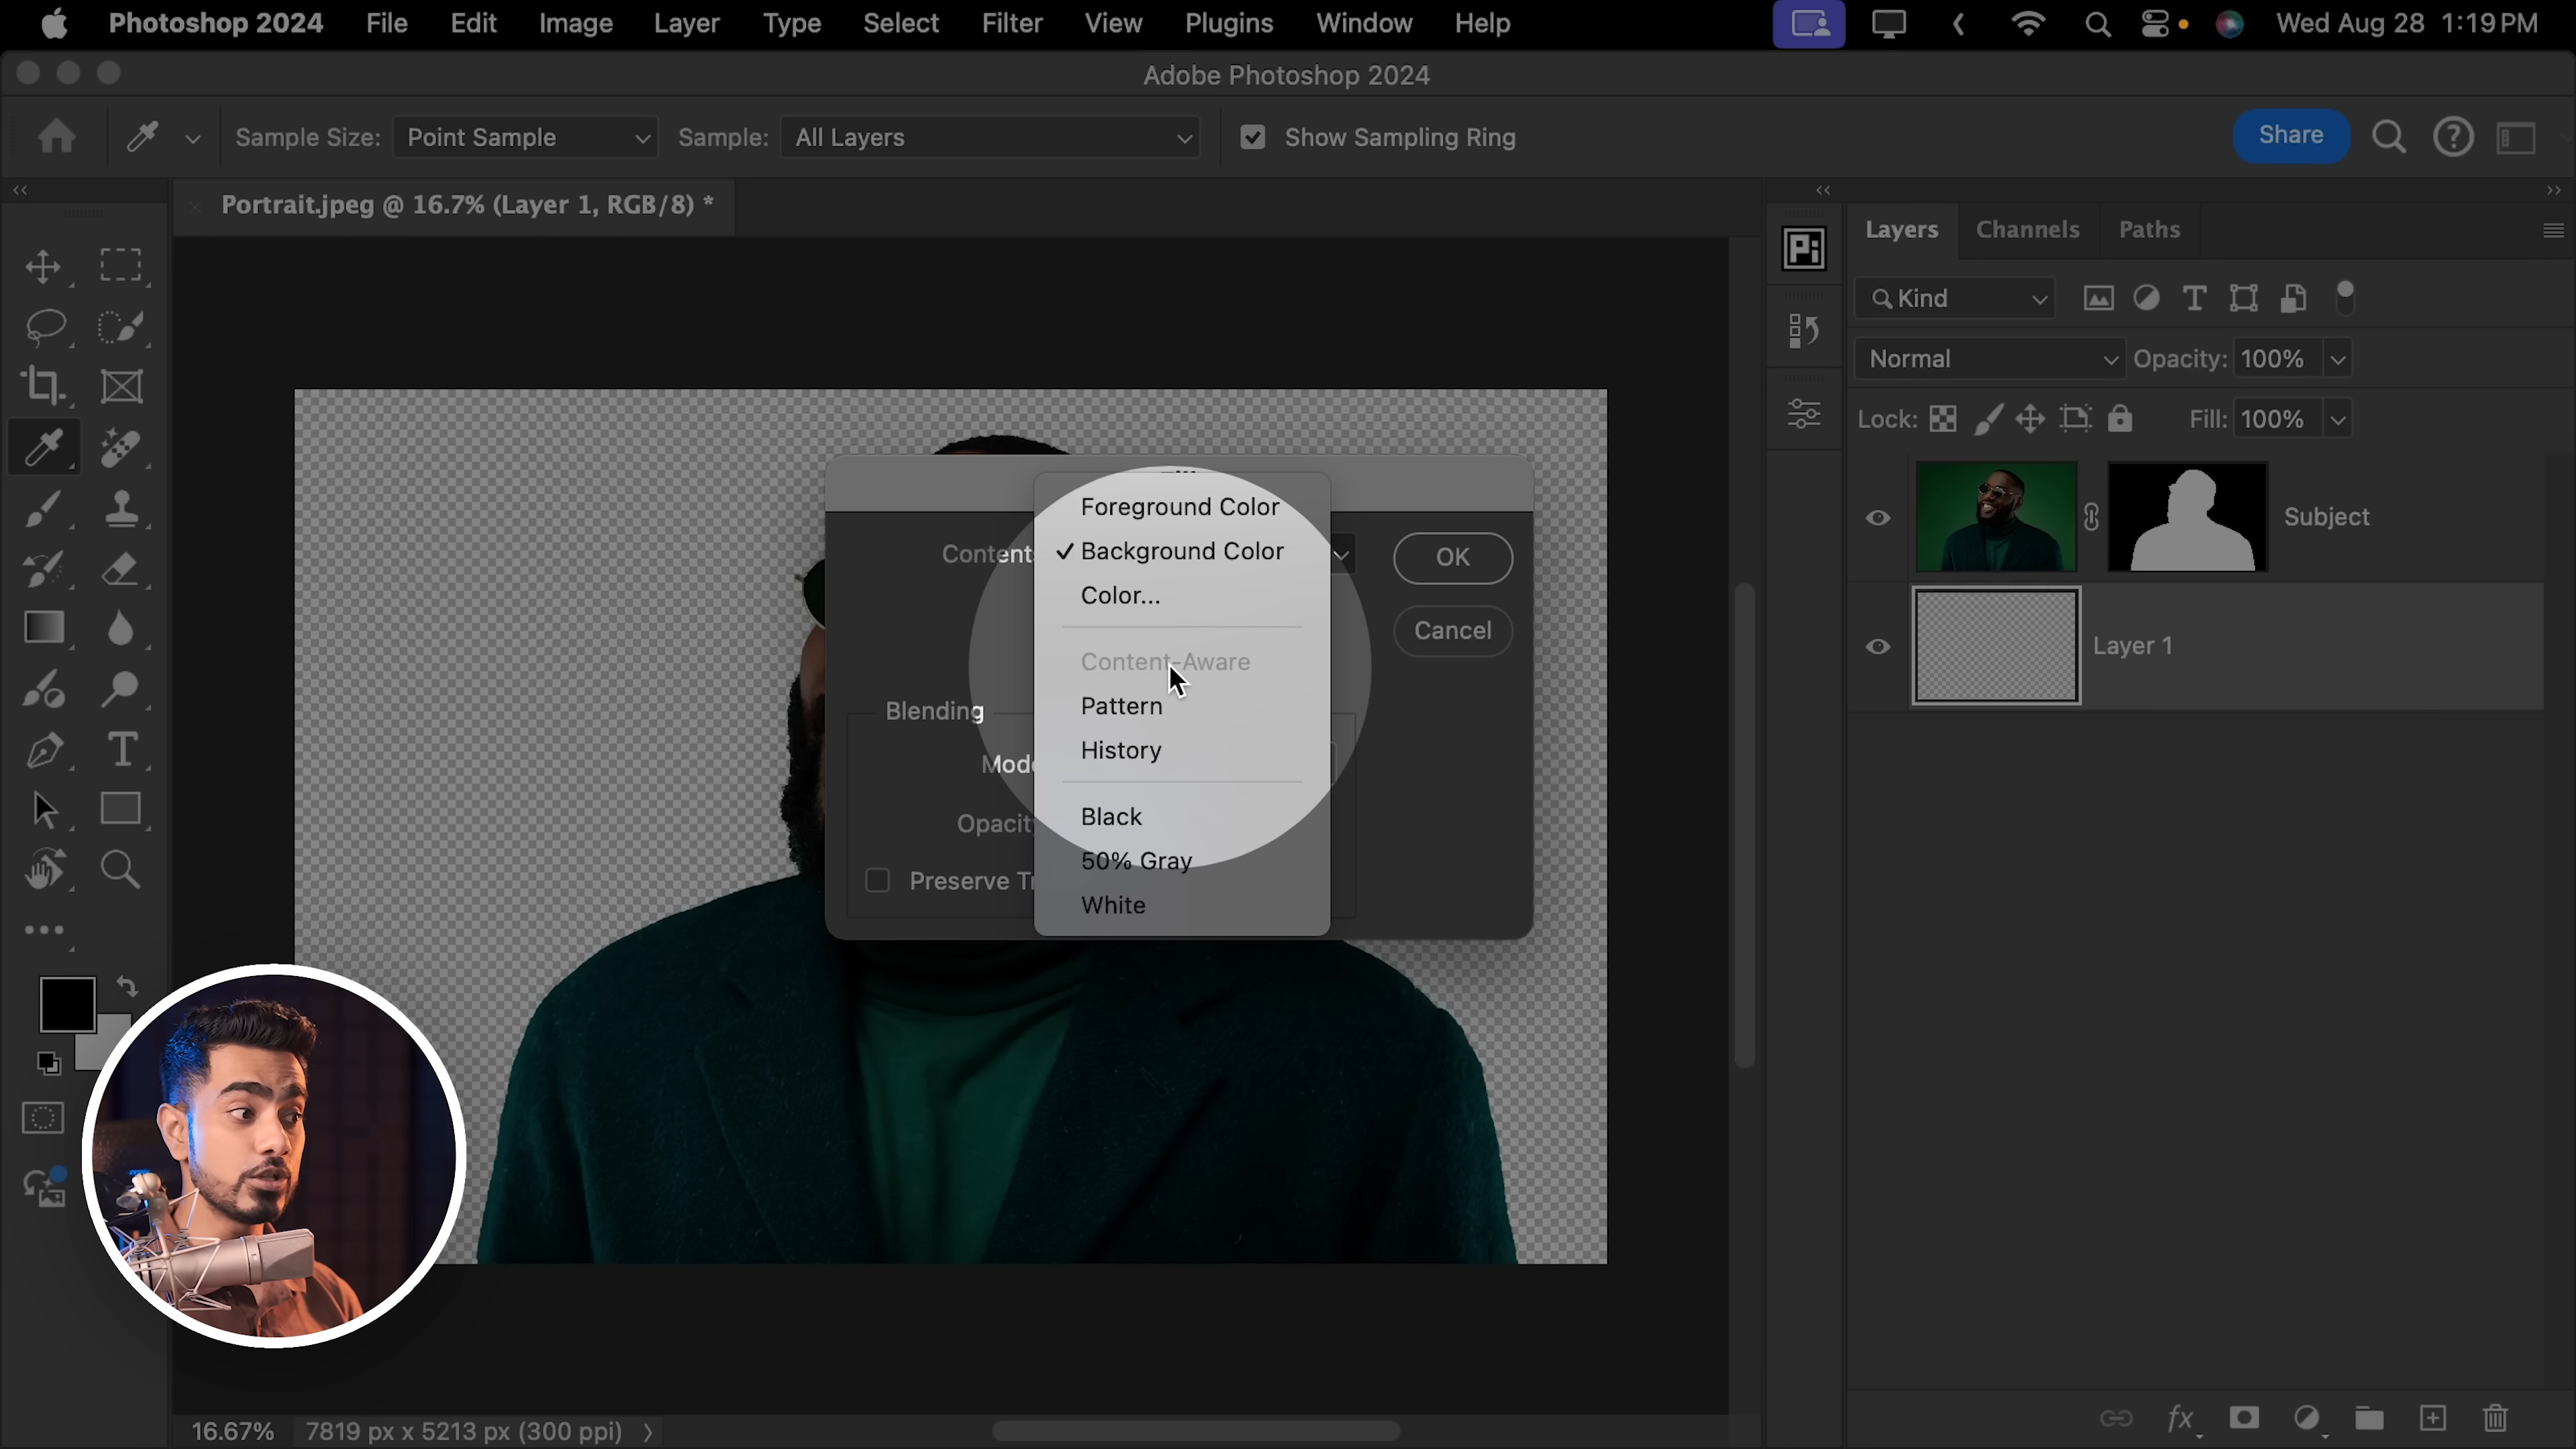 Photoshop 2024 File Edit Image Layer Type Select Filter View Plugins Window Help Wed Aug 28 1:19 PM
Adobe Photoshop 2024
Sample Size: Point Sample Sample: All Layers Show Sampling Ring Share
Portrait.jpeg @ 16.7% (Layer 1, RGB/8) *
Layers Channels Paths
Pi
Kind
Normal Opacity: 100%
Lock: Fill: 100%
Subject
Layer 1
Foreground Color
Background Color
Color...
Content-Aware
Pattern
History
Black
50% Gray
White
OK
Cancel
Blending
16.67% 7819 px x 5213 px (300 ppi)
fx